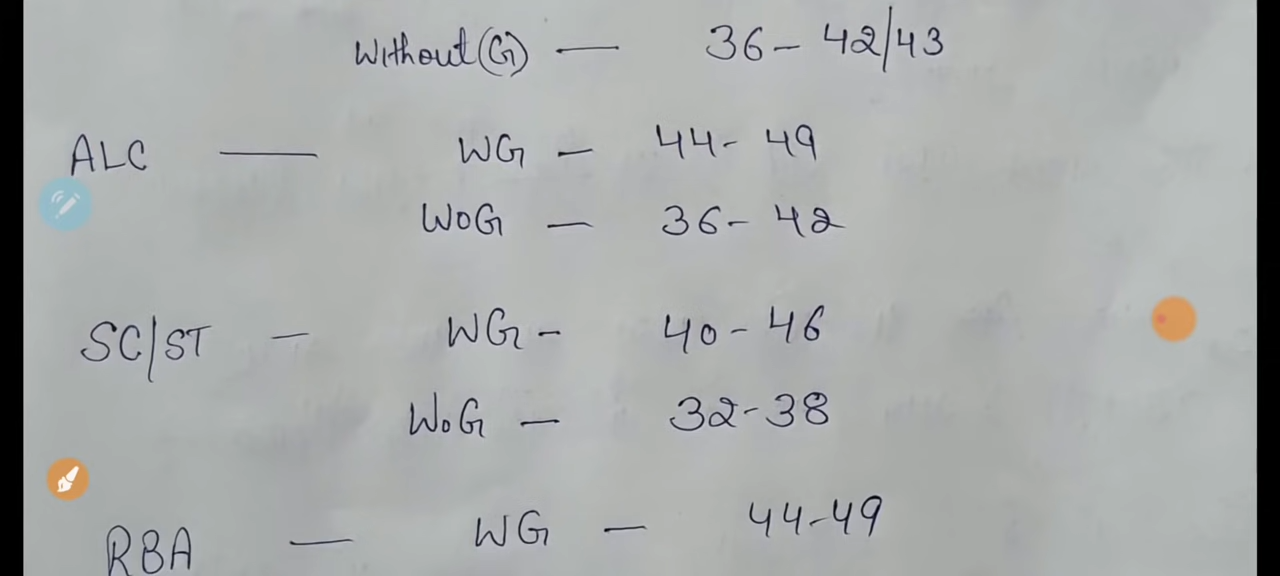 Without(G) — 36- 42/43
ALC — WG - 44- 49
WOG — 36- 42
SC/ST - WG - 40-46
WOG - 32-38
RBA — WG - 44-49